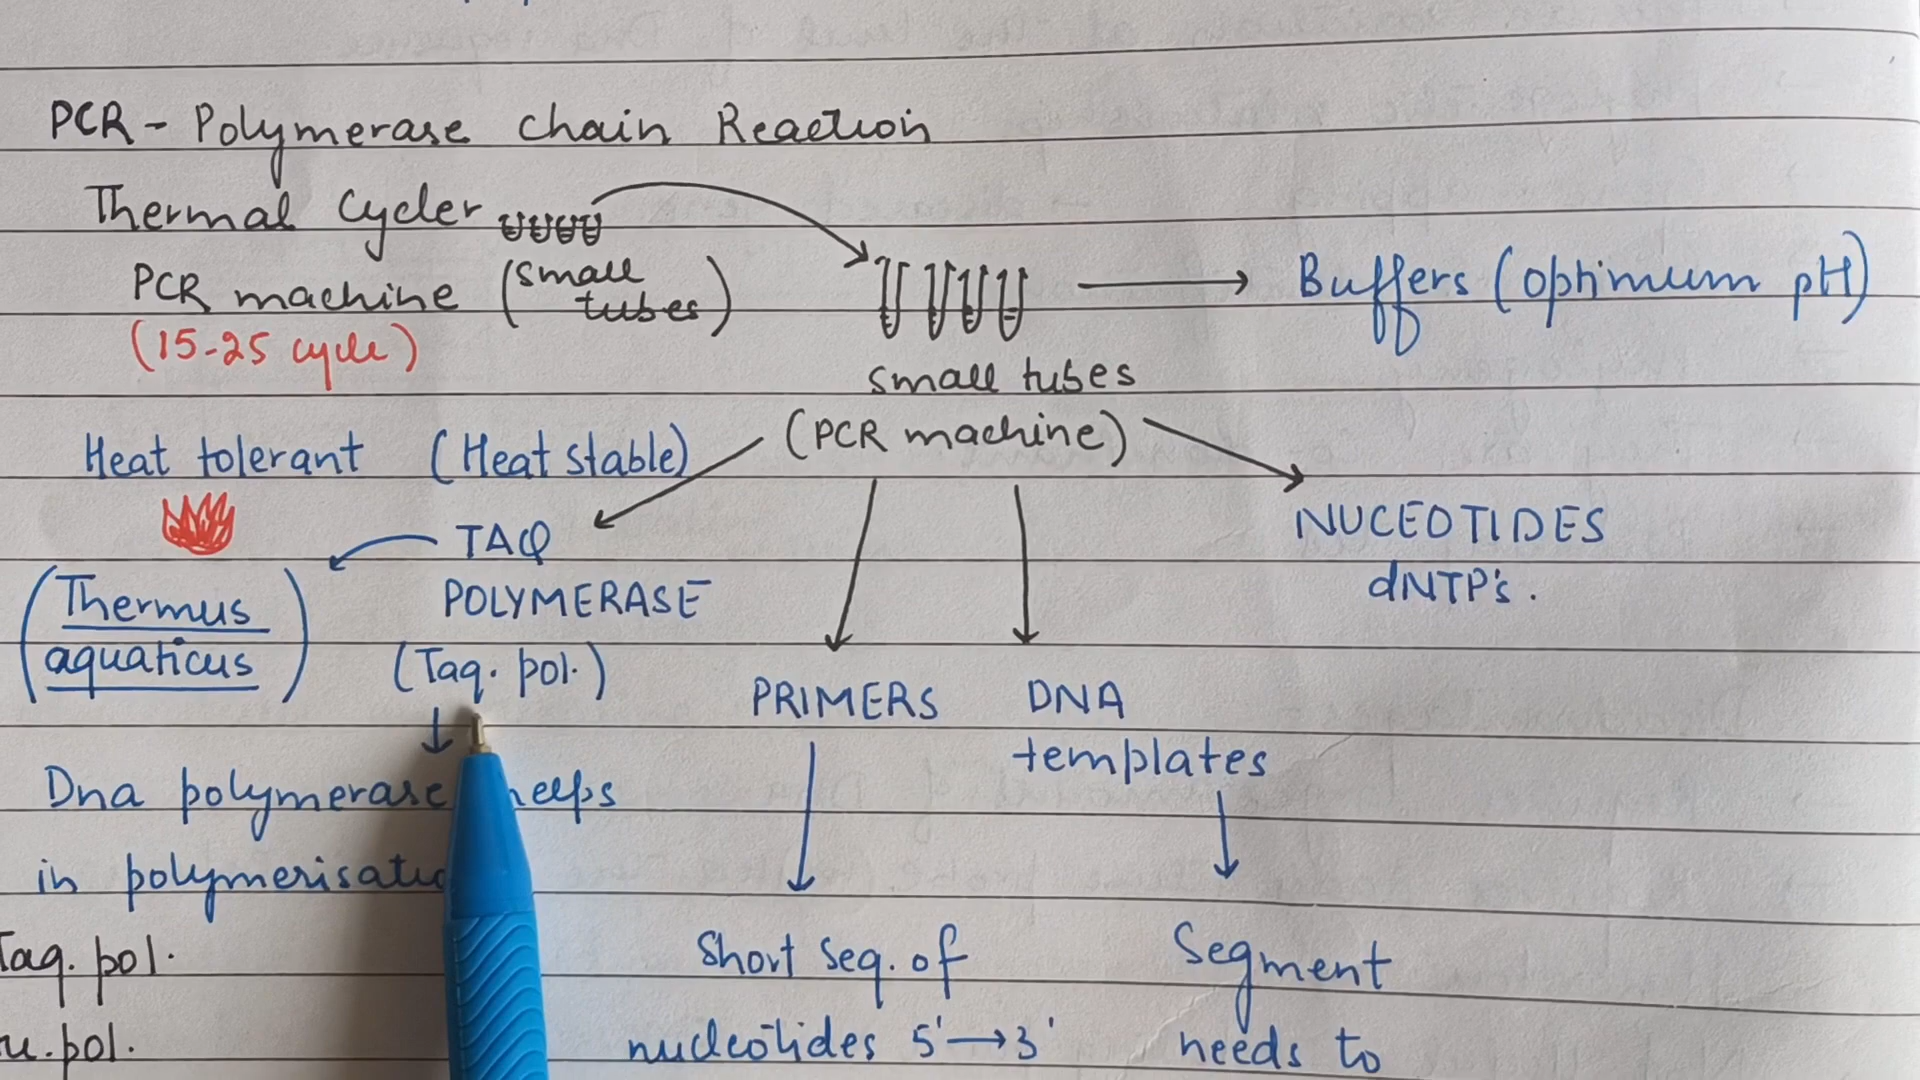 PCR - Polymerase chain Reaction
Thermal Cycler
PCR machine (small tubes)
(15-25 cycle)
Buffers (optimum pH)
small tubes
(PCR machine)
Heat tolerant (Heat stable)
TAQ
POLYMERASE
(Taq. pol.)
(Thermus
aquaticus)
NUCEOTIDES
dNTP's.
PRIMERS
DNA
templates
Dna polymerase
in
Taq. pol.
pol.
Short Seq. of
nucleotides 5'→3'
Segment
needs to